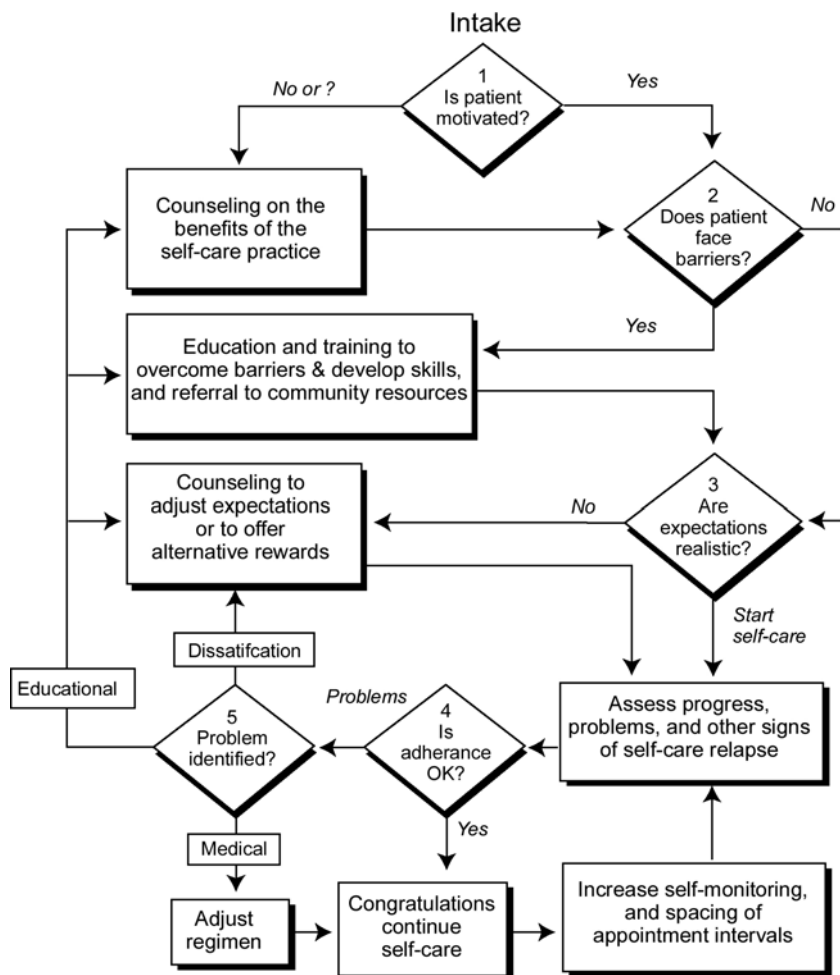 Intake
1
Is patient
motivated?
No or ?
Yes
Counseling on the
benefits of the
self-care practice
2
Does patient
face
barriers?
No
Yes
Education and training to
overcome barriers & develop skills,
and referral to community resources
Counseling to
adjust expectations
or to offer
alternative rewards
No
3
Are
expectations
realistic?
Start
self-care
Dissatifcation
Educational
Problems
5
Problem
identified?
4
Is
adherance
OK?
Assess progress,
problems, and other signs
of self-care relapse
Medical
Yes
Adjust
regimen
Congratulations
continue
self-care
Increase self-monitoring,
and spacing of
appointment intervals